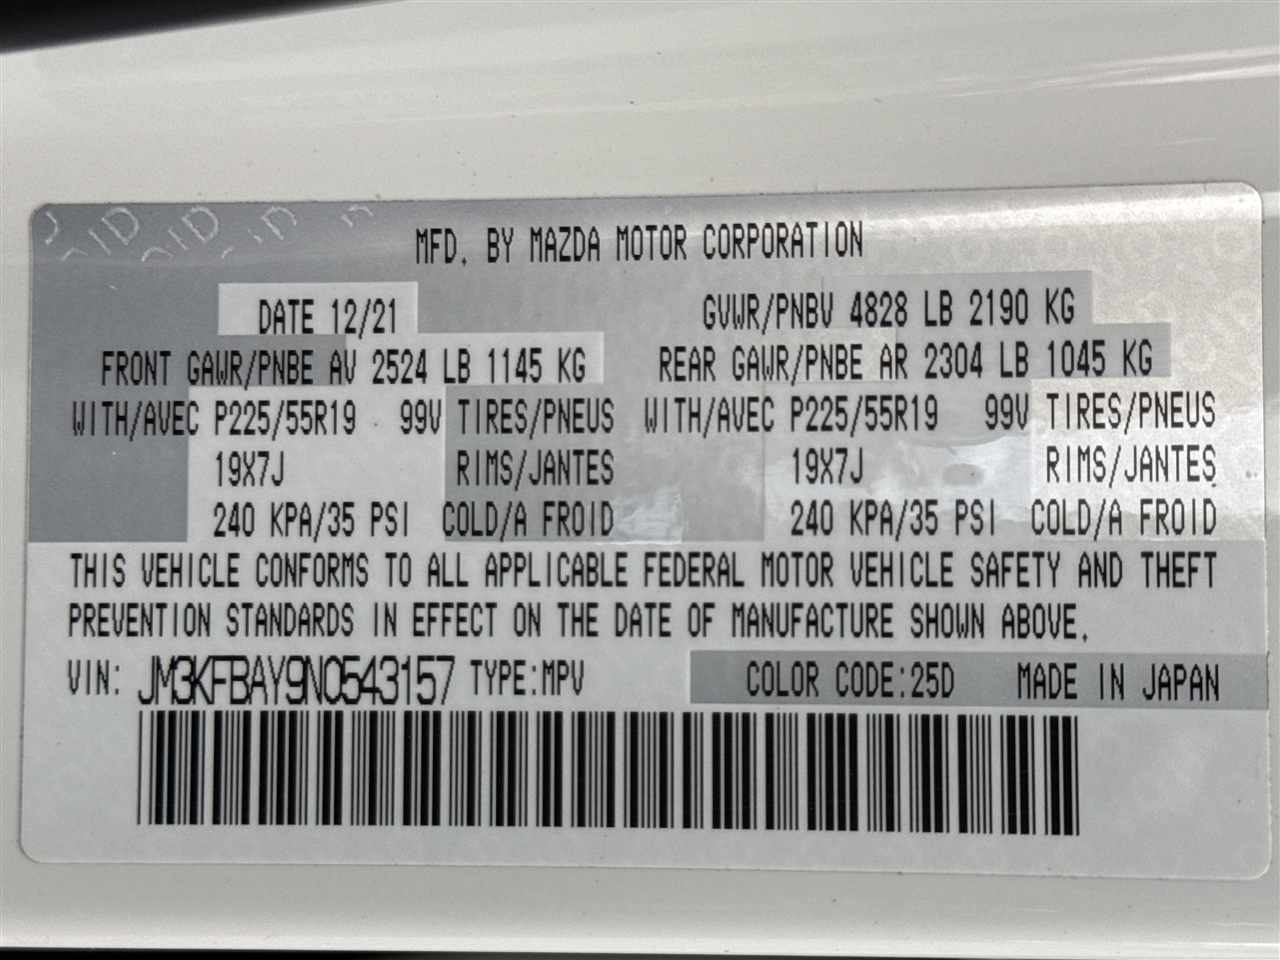 MFD. BY MAZDA MOTOR CORPORATION
DATE 12/21 GVWR/PNBV 4828 LB 2190 KG
FRONT GAWR/PNBE AV 2524 LB 1145 KG REAR GAWR/PNBE AR 2304 LB 1045 KG
WITH/AVEC P225/55R19 99V TIRES/PNEUS WITH/AVEC P225/55R19 99V TIRES/PNEUS
19X7J RIMS/JANTES 19X7J RIMS/JANTES
240 KPA/35 PSI COLD/A FROID 240 KPA/35 PSI COLD/A FROID
THIS VEHICLE CONFORMS TO ALL APPLICABLE FEDERAL MOTOR VEHICLE SAFETY AND THEFT
PREVENTION STANDARDS IN EFFECT ON THE DATE OF MANUFACTURE SHOWN ABOVE.
VIN: JM3KFBAY9N0543157 TYPE:MPV COLOR CODE:25D MADE IN JAPAN